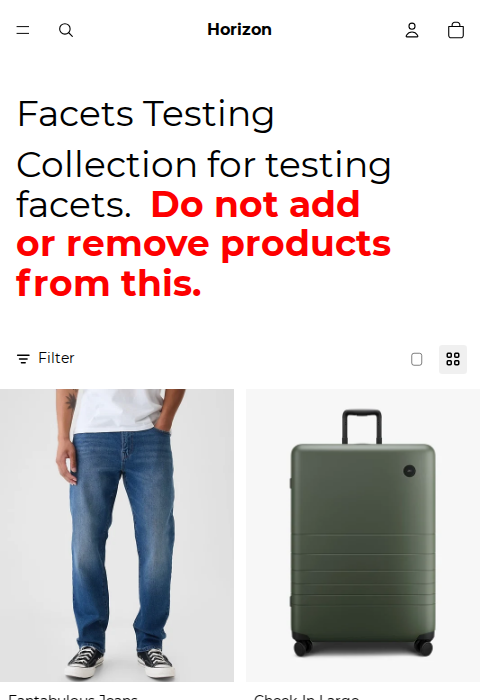 Horizon
Facets Testing
Collection for testing
facets. Do not add
or remove products
from this.
Filter
Fantabulous Jeans
Check-In Large